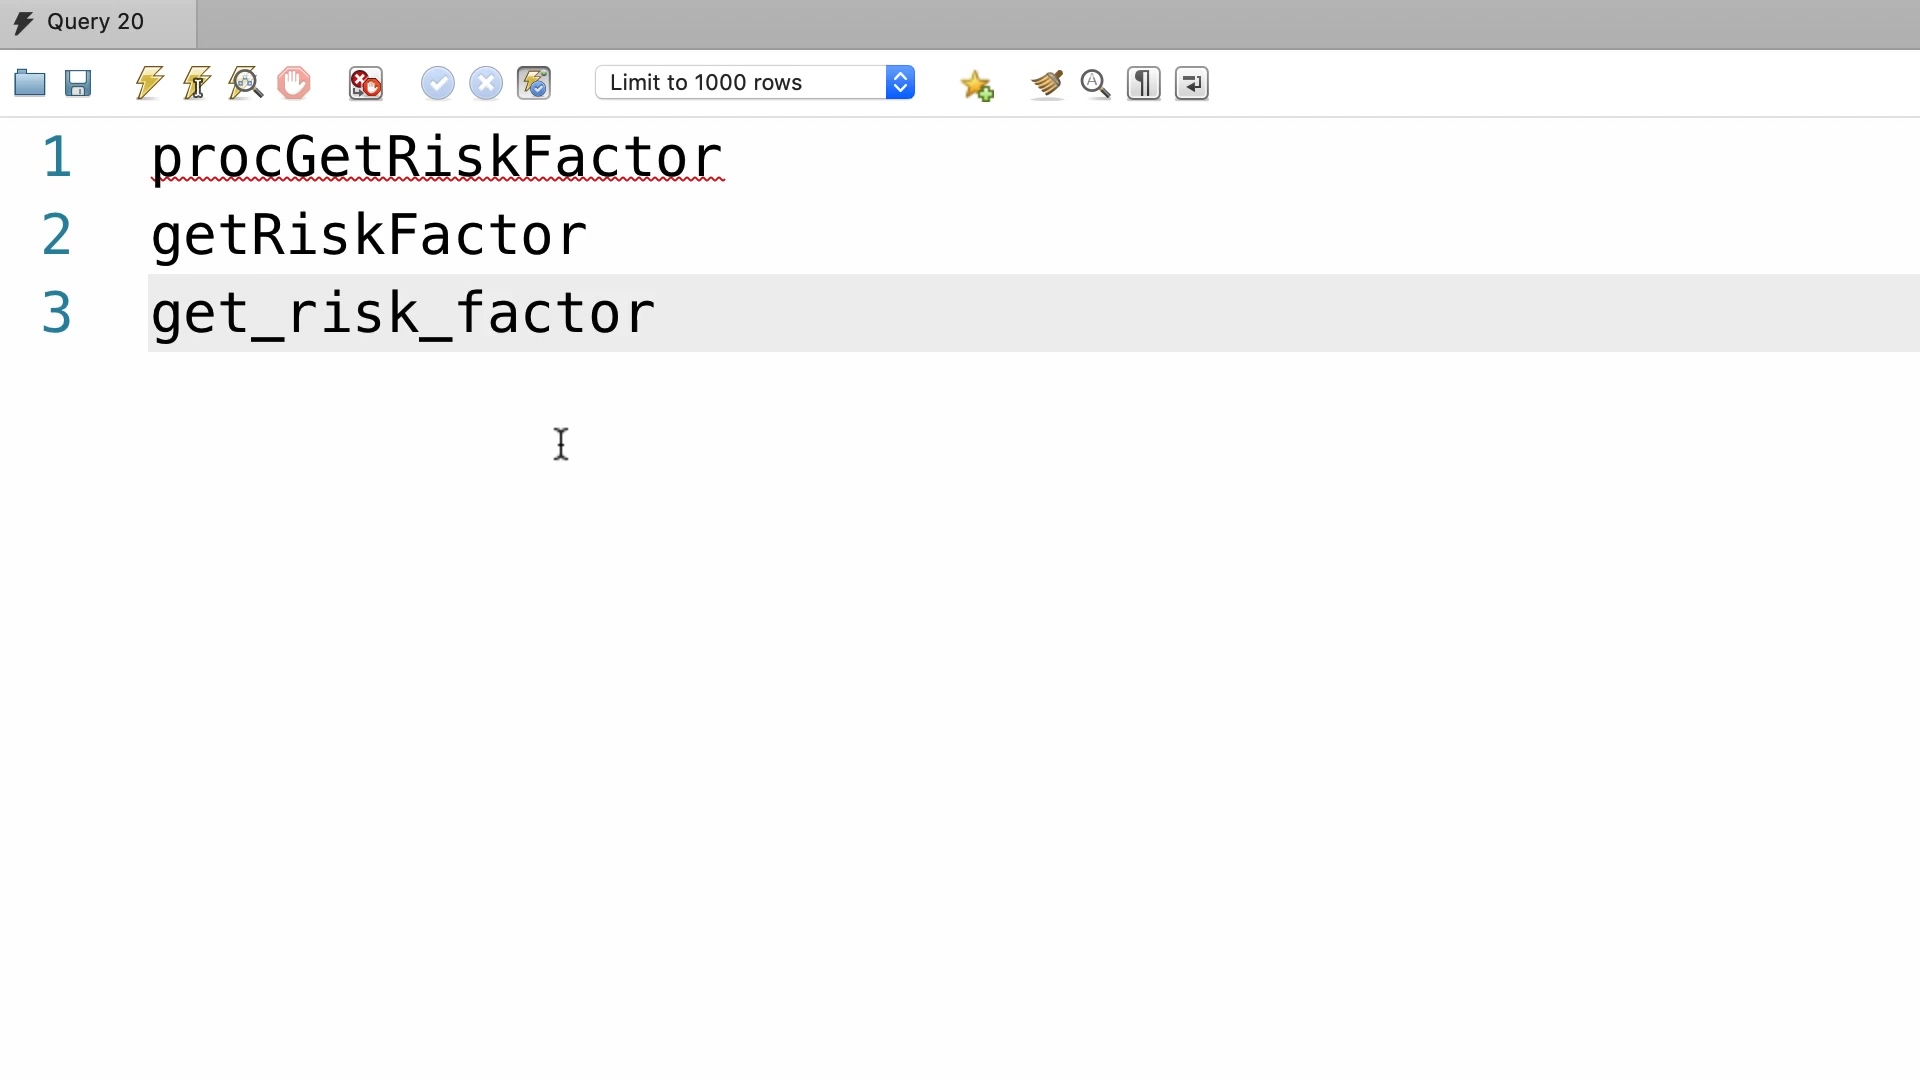 Query 20
Limit to 1000 rows
1 procGetRiskFactor
2 getRiskFactor
3 get_risk_factor